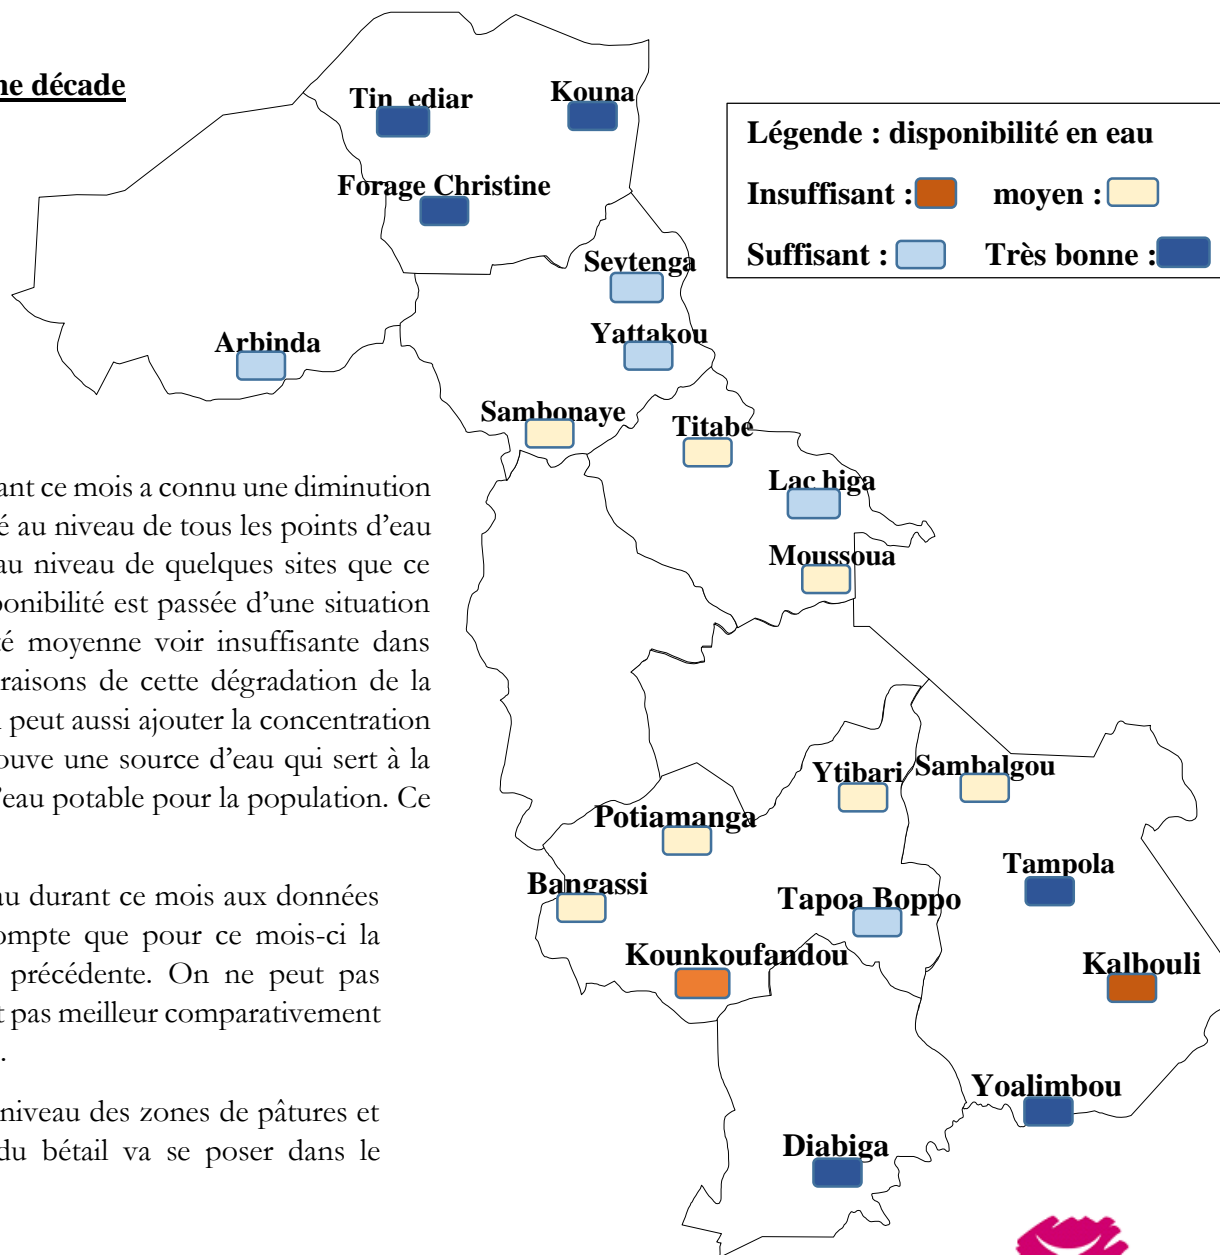 ne décade
Tin_ediar
Kouna
Forage Christine
Légende : disponibilité en eau
Insuffisant : moyen :
Suffisant : Très bonne :
Seytenga
Yattakou
Arbinda
Sambonaye
Titabe
Lac higa
Moussoua
ant ce mois a connu une diminution
é au niveau de tous les points d’eau
au niveau de quelques sites que ce
ponibilité est passée d’une situation
té moyenne voir insuffisante dans
raisons de cette dégradation de la
peut aussi ajouter la concentration
ouve une source d’eau qui sert à la
’eau potable pour la population. Ce
au durant ce mois aux données
ompte que pour ce mois-ci la
précédente. On ne peut pas
t pas meilleur comparativement
.
niveau des zones de pâtures et
du bétail va se poser dans le
Ytibari
Sambalgou
Potiamanga
Bangassi
Tampola
Tapoa Boppo
Kounkoufandou
Kalbouli
Yoalimbou
Diabiga